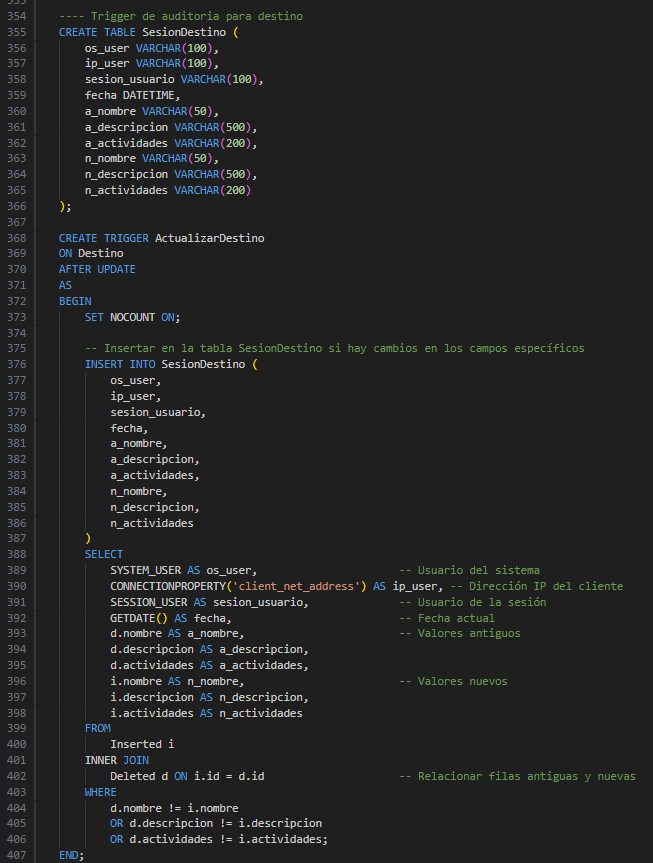 354 ---- Trigger de auditoria para destino
355 CREATE TABLE SesionDestino (
356 os_user VARCHAR(100),
357 ip_user VARCHAR(100),
358 sesion_usuario VARCHAR(100),
359 fecha DATETIME,
360 a_nombre VARCHAR(50),
361 a_descripcion VARCHAR(500),
362 a_actividades VARCHAR(200),
363 n_nombre VARCHAR(50),
364 n_descripcion VARCHAR(500),
365 n_actividades VARCHAR(200)
366 );
367
368 CREATE TRIGGER ActualizarDestino
369 ON Destino
370 AFTER UPDATE
371 AS
372 BEGIN
373 SET NOCOUNT ON;
374
375 -- Insertar en la tabla SesionDestino si hay cambios en los campos específicos
376 INSERT INTO SesionDestino (
377 os_user,
378 ip_user,
379 sesion_usuario,
380 fecha,
381 a_nombre,
382 a_descripcion,
383 a_actividades,
384 n_nombre,
385 n_descripcion,
386 n_actividades
387 )
388 SELECT
389 SYSTEM_USER AS os_user, -- Usuario del sistema
390 CONNECTIONPROPERTY('client_net_address') AS ip_user, -- Dirección IP del cliente
391 SESSION_USER AS sesion_usuario, -- Usuario de la sesión
392 GETDATE() AS fecha, -- Fecha actual
393 d.nombre AS a_nombre, -- Valores antiguos
394 d.descripcion AS a_descripcion,
395 d.actividades AS a_actividades,
396 i.nombre AS n_nombre, -- Valores nuevos
397 i.descripcion AS n_descripcion,
398 i.actividades AS n_actividades
399 FROM
400 Inserted i
401 INNER JOIN
402 Deleted d ON i.id = d.id -- Relacionar filas antiguas y nuevas
403 WHERE
404 d.nombre != i.nombre
405 OR d.descripcion != i.descripcion
406 OR d.actividades != i.actividades;
407 END;